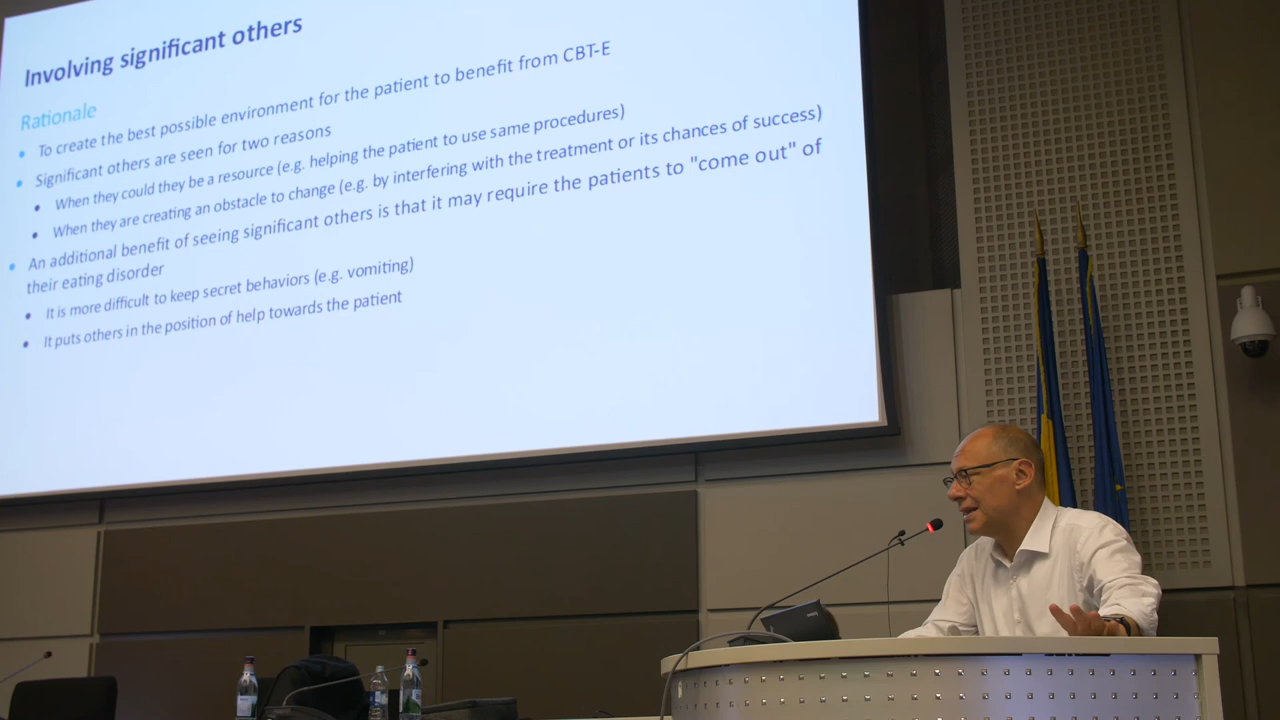 Involving significant others
Rationale
To create the best possible environment for the patient to benefit from CBT-E
Significant others are seen for two reasons
When they could they be a resource (e.g. helping the patient to use same procedures)
When they are creating an obstacle to change (e.g. by interfering with the treatment or its chances of success)
An additional benefit of seeing significant others is that it may require the patients to "come out" of
their eating disorder
It is more difficult to keep secret behaviors (e.g. vomiting)
It puts others in the position of help towards the patient